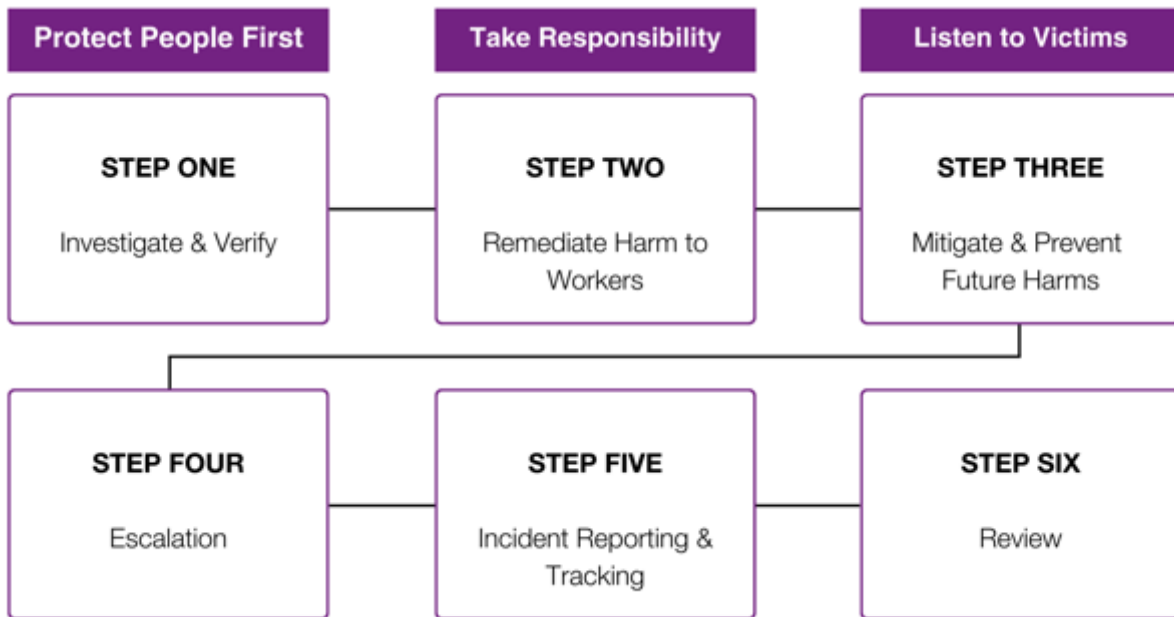 Protect People First
Take Responsibility
Listen to Victims
STEP ONE
Investigate & Verify
STEP TWO
Remediate Harm to
Workers
STEP THREE
Mitigate & Prevent
Future Harms
STEP FOUR
Escalation
STEP FIVE
Incident Reporting &
Tracking
STEP SIX
Review